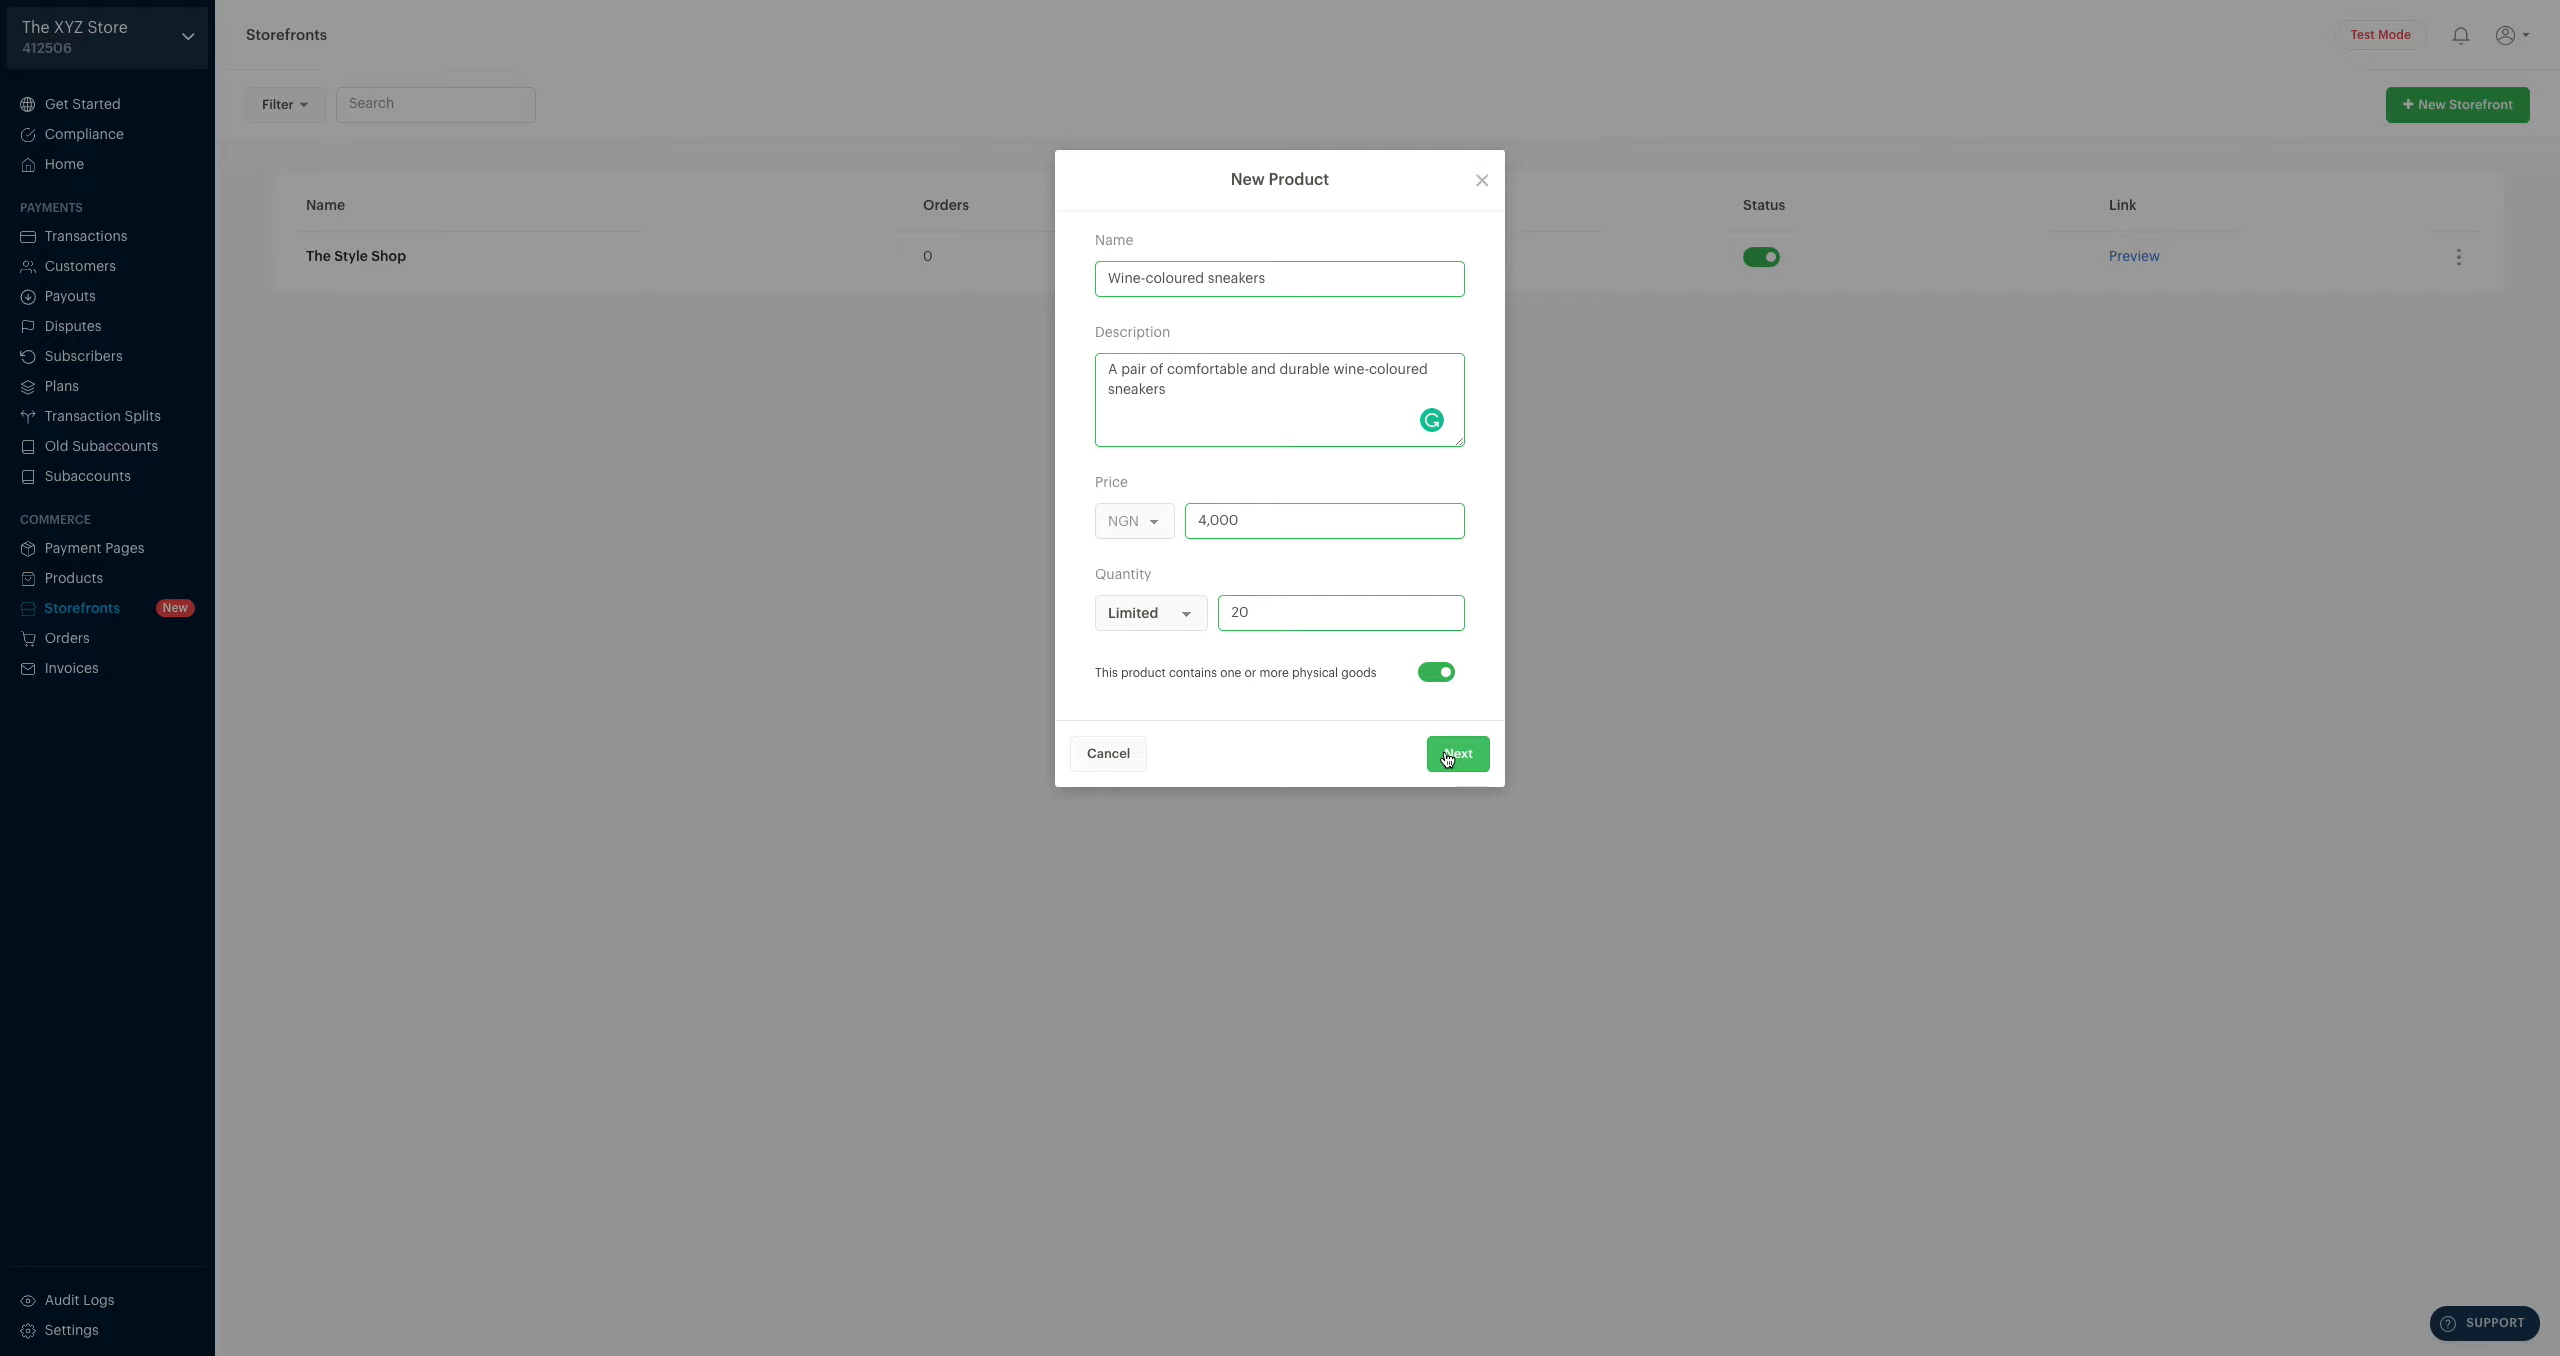 The XYZ Store
412506
Get Started
Compliance
Home
PAYMENTS
Transactions
Customers
Payouts
Disputes
Subscribers
Plans
Transaction Splits
Old Subaccounts
Subaccounts
COMMERCE
Payment Pages
Products
Storefronts New
Orders
Invoices
Audit Logs
Settings
Storefronts
Test Mode
Filter
Search
+ New Storefront
Name Orders Status Link
The Style Shop 0 Preview
New Product
Name
Wine-coloured sneakers
Description
A pair of comfortable and durable wine-coloured
sneakers
Price
NGN 4,000
Quantity
Limited 20
This product contains one or more physical goods
Cancel Next
SUPPORT